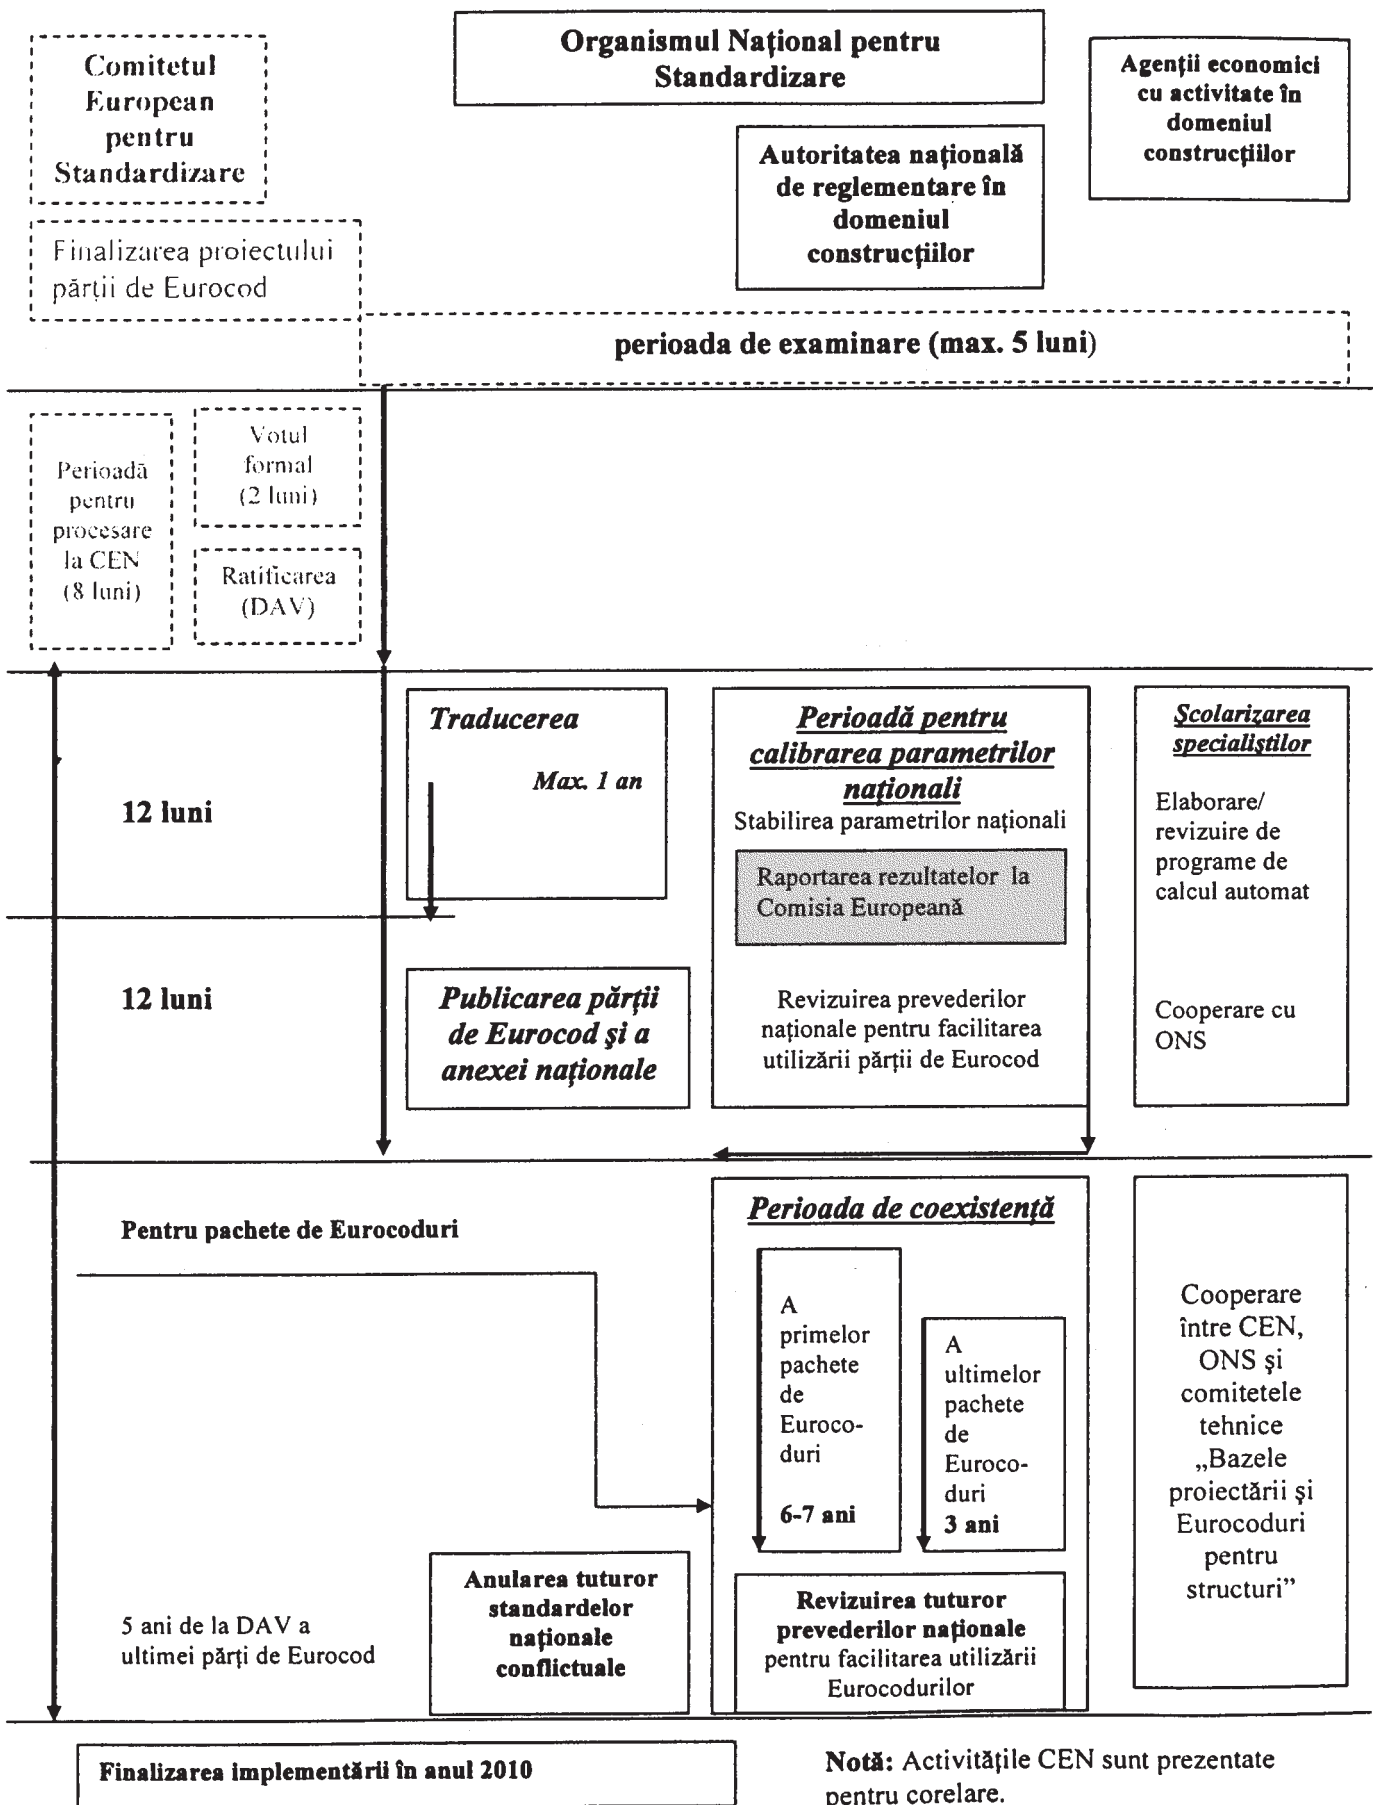 Comitetul
European
pentru
Standardizare
Organismul Național pentru
Standardizare
Agenții economici
cu activitate în
domeniul
construcțiilor
Autoritatea națională
de reglementare în
domeniul
construcțiilor
Finalizarea proiectului
părții de Eurocod
perioada de examinare (max. 5 luni)
Perioadă
pentru
procesare
la CEN
(8 luni)
Votul
formal
(2 luni)
Ratificarea
(DAV)
12 luni
Traducerea
Max. 1 an
Perioadă pentru
calibrarea parametrilor
naționali
Stabilirea parametrilor naționali
Raportarea rezultatelor la
Comisia Europeană
Școlarizarea
specialiștilor
Elaborare/
revizuire de
programe de
calcul automat
12 luni
Publicarea părții
de Eurocod și a
anexei naționale
Revizuirea prevederilor
naționale pentru facilitarea
utilizării părții de Eurocod
Cooperare cu
ONS
Pentru pachete de Eurocoduri
Perioada de coexistență
A
primelor
pachete
de
Euroco-
duri
6-7 ani
A
ultimelor
pachete
de
Euroco-
duri
3 ani
Cooperare
între CEN,
ONS și
comitetele
tehnice
„Bazele
proiectării și
Eurocoduri
pentru
structuri”
5 ani de la DAV a
ultimei părți de Eurocod
Anularea tuturor
standardelor
naționale
conflictuale
Revizuirea tuturor
prevederilor naționale
pentru facilitarea utilizării
Eurocodurilor
Finalizarea implementării în anul 2010
Notă: Activitățile CEN sunt prezentate
pentru corelare.